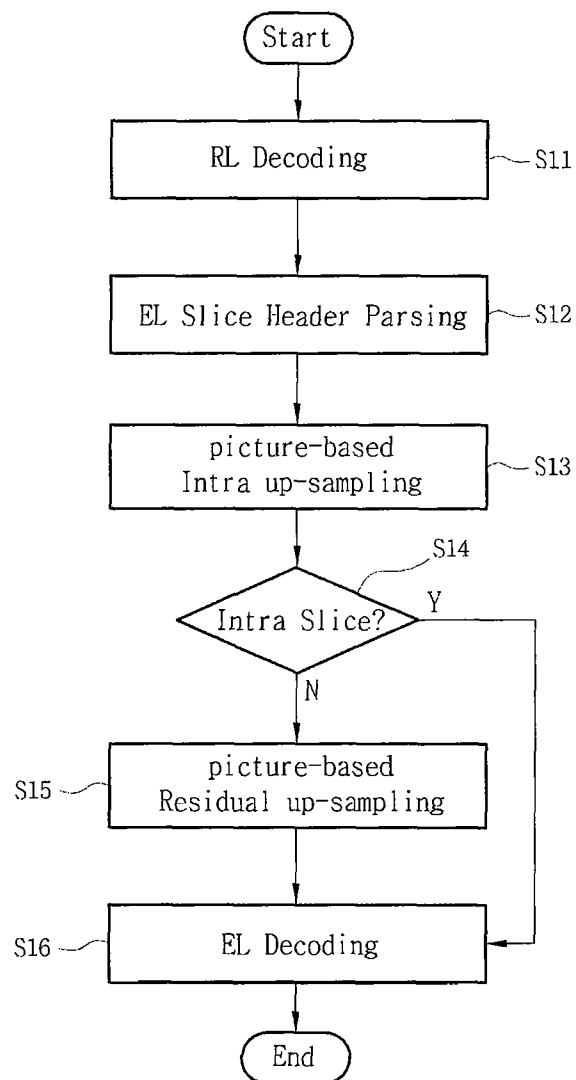 Start
RL Decoding
S11
EL Slice Header Parsing
S12
picture-based
Intra up-sampling
S13
S14
Intra Slice?
Y
N
picture-based
Residual up-sampling
S15
EL Decoding
S16
End